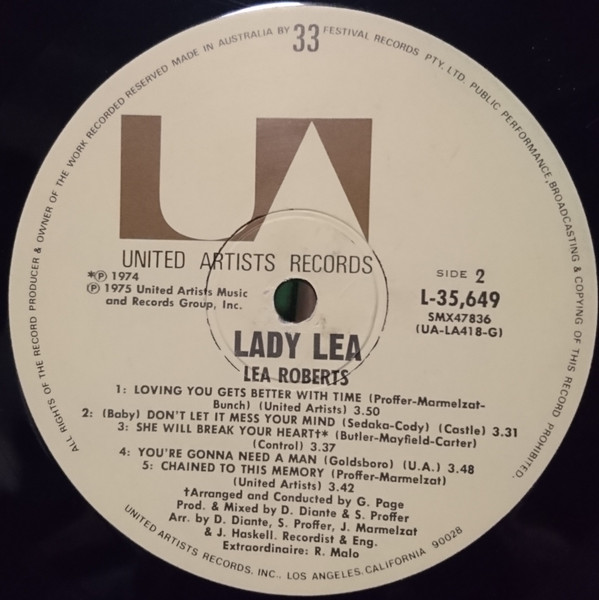 ALL RIGHTS OF THE RECORD PRODUCER & OWNER OF THE WORK RECORDED RESERVED MADE IN AUSTRALIA BY FESTIVAL RECORDS PTY. LTD. PUBLIC PERFORMANCE, BROADCASTING & COPYING OF THIS RECORD PROHIBITED.
33
UA
UNITED ARTISTS RECORDS
*℗ 1974
℗ 1975 United Artists Music
and Records Group, Inc.
SIDE 2
L-35,649
SMX47836
(UA-LA418-G)
LADY LEA
LEA ROBERTS
1: LOVING YOU GETS BETTER WITH TIME (Proffer-Marmelzat-
Bunch) (United Artists) 3.50
2: (Baby) DON'T LET IT MESS YOUR MIND (Sedaka-Cody) (Castle) 3.31
3: SHE WILL BREAK YOUR HEART†* (Butler-Mayfield-Carter)
(Control) 3.37
4: YOU'RE GONNA NEED A MAN (Goldsboro) (U.A.) 3.48
5: CHAINED TO THIS MEMORY (Proffer-Marmelzat)
(United Artists) 3.42
†Arranged and Conducted by G. Page
Prod. & Mixed by D. Diante & S. Proffer
Arr. by D. Diante, S. Proffer, J. Marmelzat
& J. Haskell. Recordist & Eng.
Extraordinaire: R. Malo
UNITED ARTISTS RECORDS, INC., LOS ANGELES, CALIFORNIA 90028